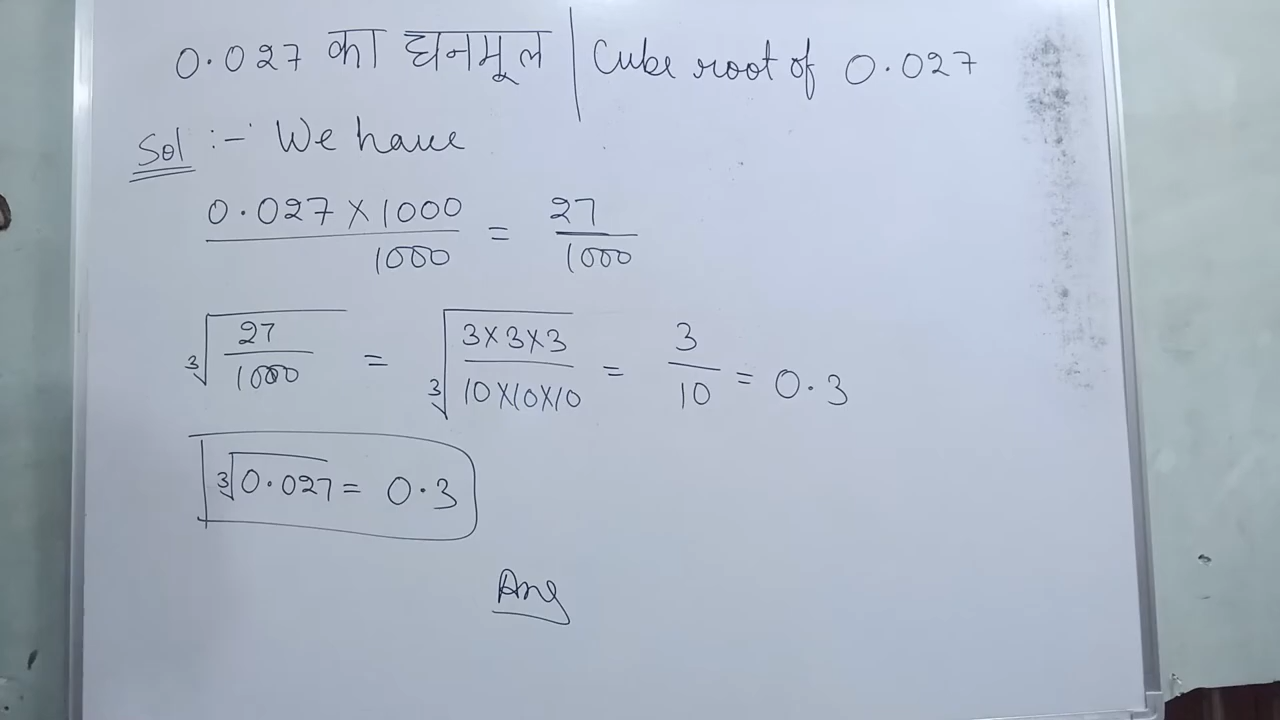 0.027 का घनमूल | Cube root of 0.027
Sol :- We have
0.027 × 1000 / 1000 = 27 / 1000
∛(27 / 1000) = ∛(3×3×3 / 10×10×10) = 3 / 10 = 0.3
∛0.027 = 0.3
Ans